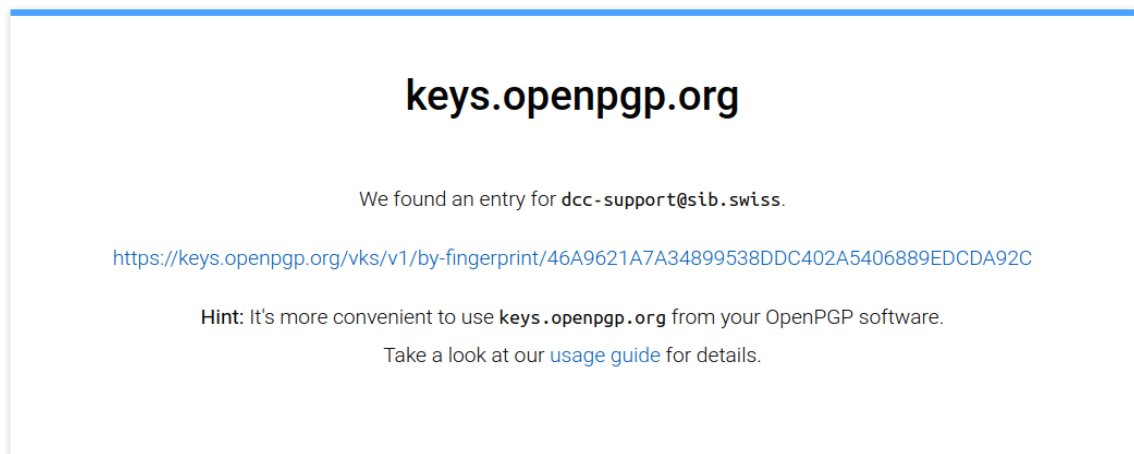 keys.openpgp.org
We found an entry for dcc-support@sib.swiss.
https://keys.openpgp.org/vks/v1/by-fingerprint/46A9621A7A34899538DDC402A5406889EDCDA92C
Hint: It's more convenient to use keys.openpgp.org from your OpenPGP software.
Take a look at our usage guide for details.